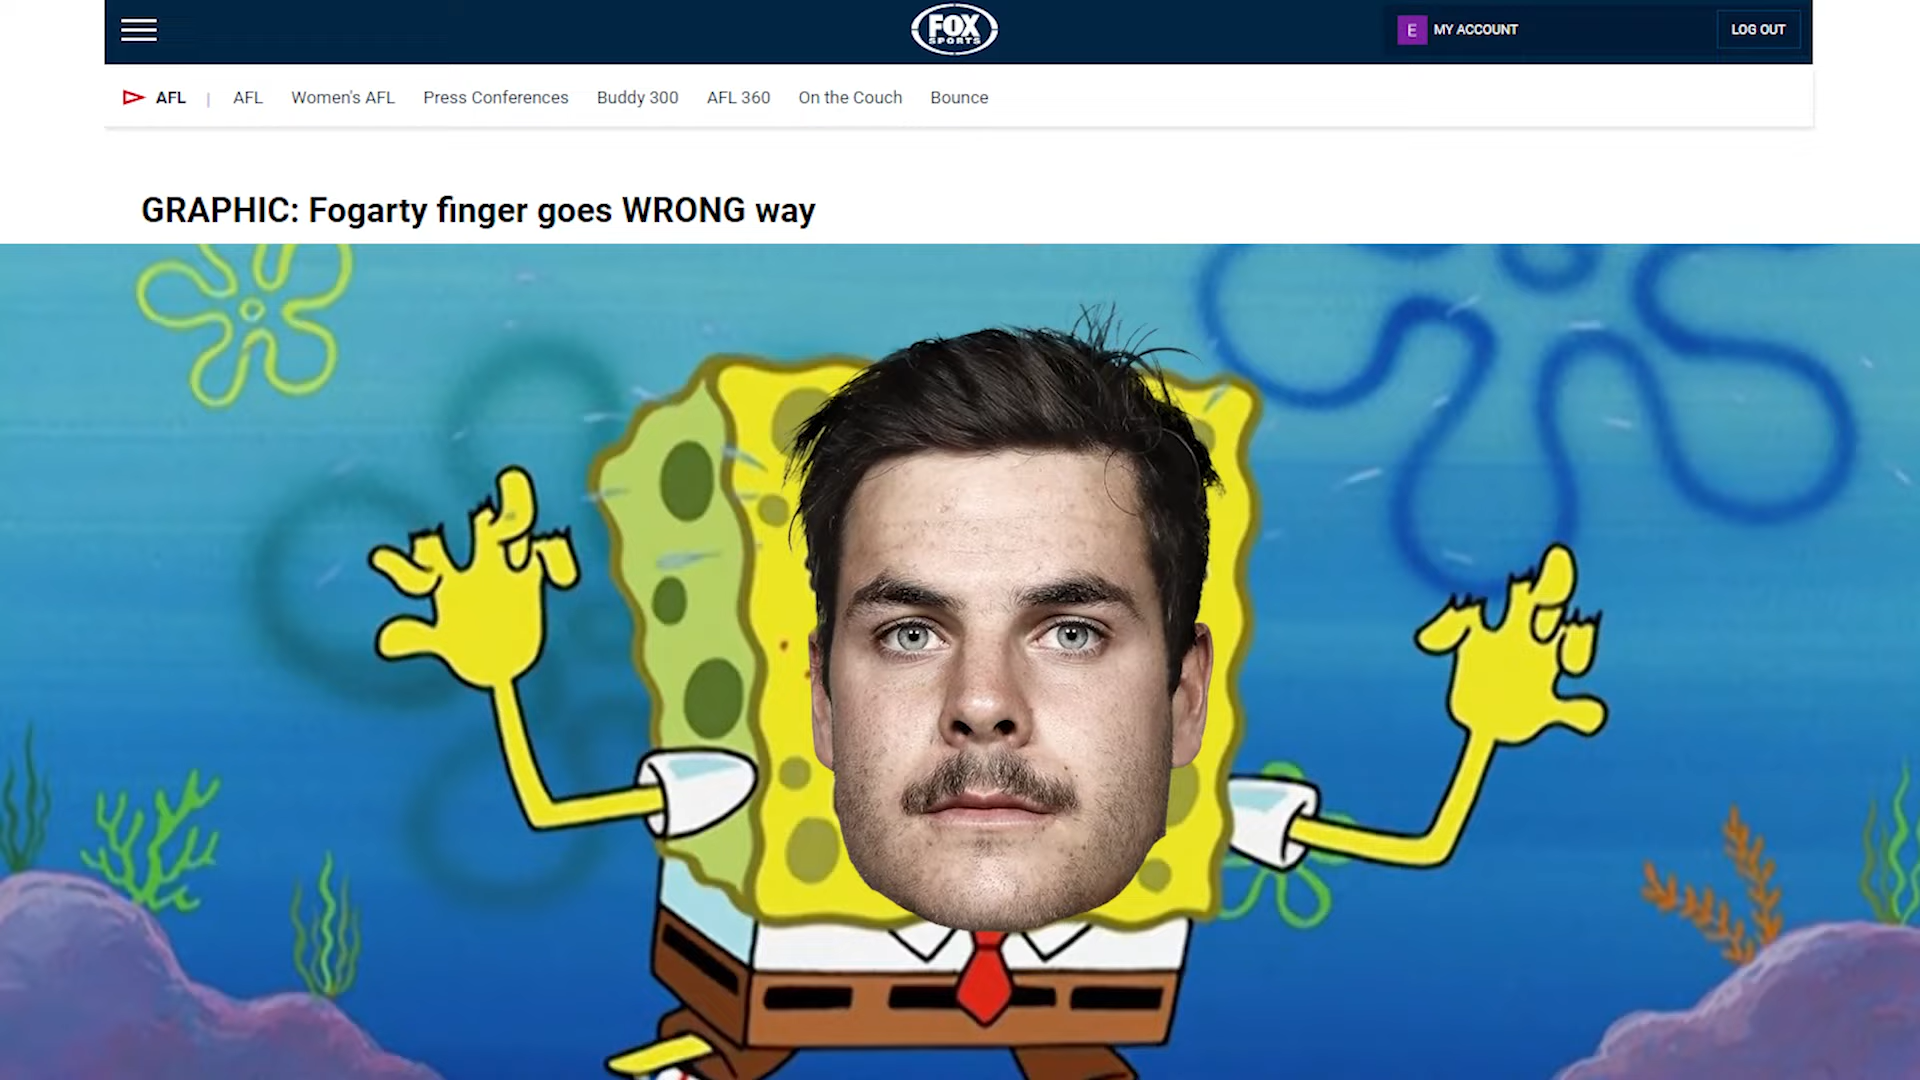 FOX
SPORTS
E MY ACCOUNT
LOG OUT
AFL | AFL Women's AFL Press Conferences Buddy 300 AFL 360 On the Couch Bounce
GRAPHIC: Fogarty finger goes WRONG way